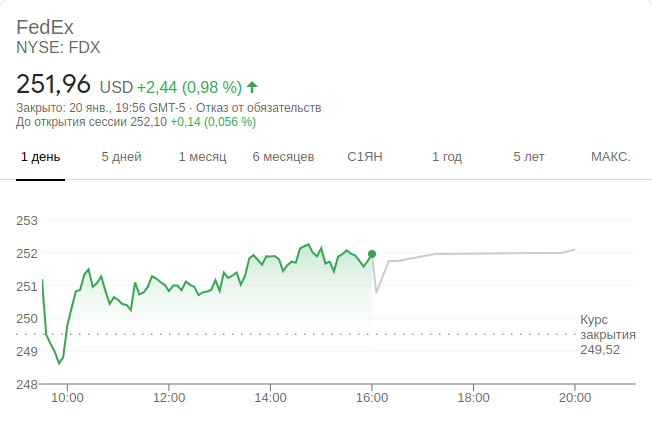 FedEx
NYSE: FDX
251,96 USD +2,44 (0,98 %)
Закрыто: 20 янв., 19:56 GMT-5 · Отказ от обязательств
До открытия сессии 252,10 +0,14 (0,056 %)
1 день 5 дней 1 месяц 6 месяцев С1ЯН 1 год 5 лет МАКС.
253
252
251
250
Курс
закрытия
249,52
249
248
10:00 12:00 14:00 16:00 18:00 20:00